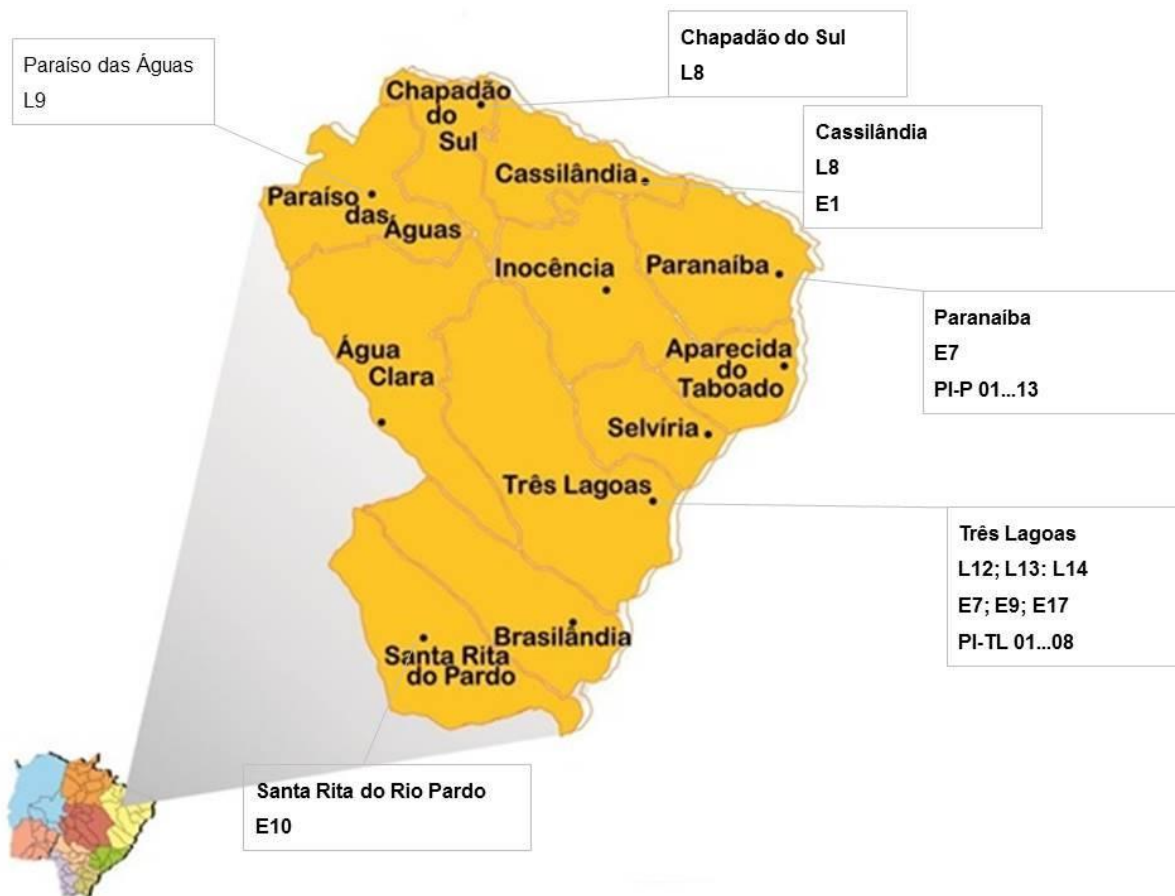 Chapadão do Sul
L8
Paraíso das Águas
L9
Cassilândia
L8
E1
Chapadão
do
Sul
Cassilândia
Paraíso
das
Águas
Inocência
Paranaíba
Paranaíba
E7
PI-P 01...13
Água
Clara
Aparecida
do
Taboado
Selvíria
Três Lagoas
Três Lagoas
L12; L13: L14
E7; E9; E17
PI-TL 01...08
Brasilândia
Santa Rita
do Pardo
Santa Rita do Rio Pardo
E10